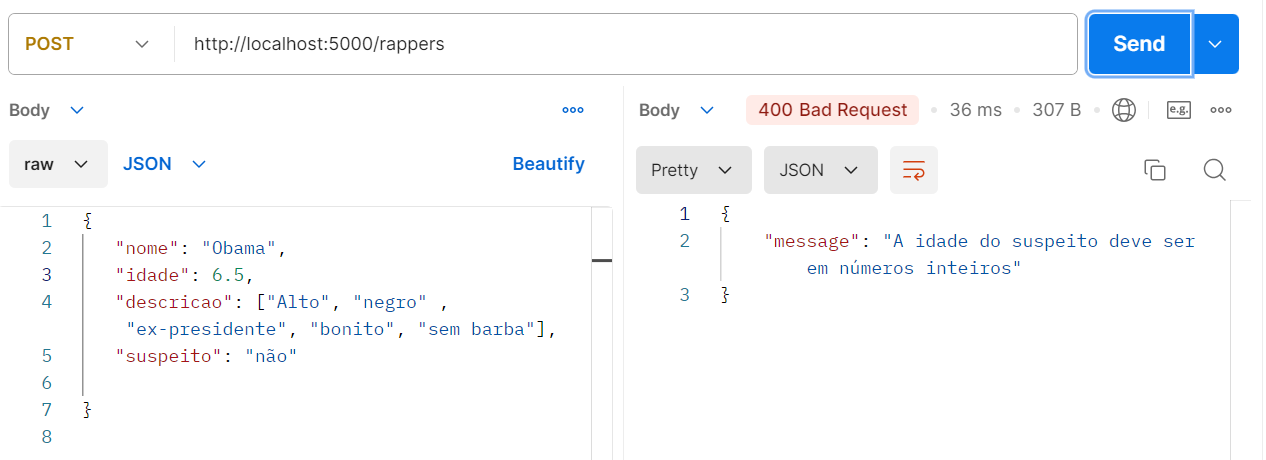 POST http://localhost:5000/rappers Send
Body
raw JSON Beautify
1 {
2 "nome": "Obama",
3 "idade": 6.5,
4 "descricao": ["Alto", "negro" ,
"ex-presidente", "bonito", "sem barba"],
5 "suspeito": "não"
6
7 }
8
Body 400 Bad Request 36 ms 307 B e.g.
Pretty JSON
1 {
2 "message": "A idade do suspeito deve ser
em números inteiros"
3 }